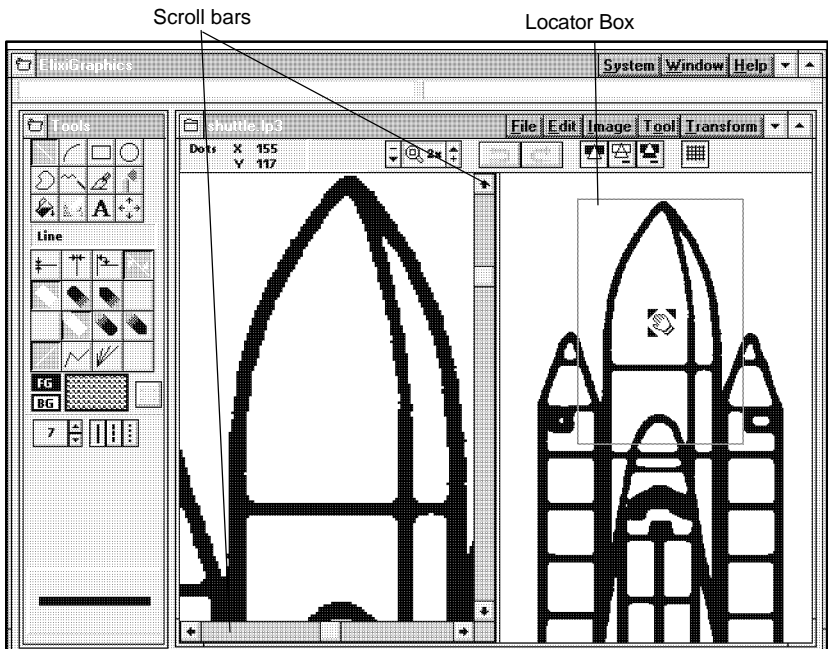 Scroll bars
Locator Box
ElixiGraphics
System Window Help
Tools
shuttle.lp3
File Edit Image Tool Transform
Dots X 155
Y 117
2x
A
Line
FG
BG
7